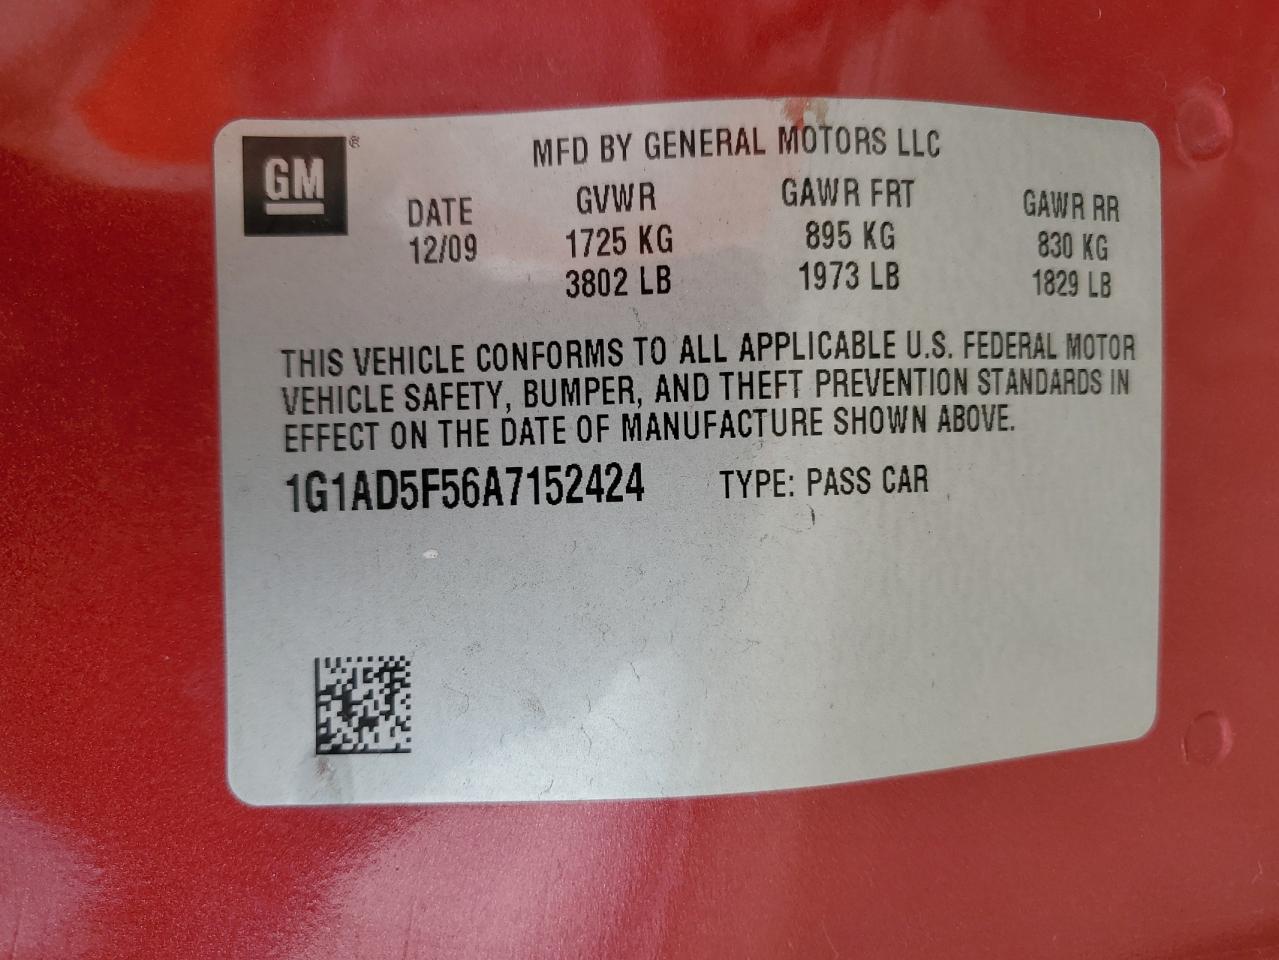 GM®
MFD BY GENERAL MOTORS LLC
DATE GVWR GAWR FRT GAWR RR
12/09 1725 KG 895 KG 830 KG
3802 LB 1973 LB 1829 LB
THIS VEHICLE CONFORMS TO ALL APPLICABLE U.S. FEDERAL MOTOR
VEHICLE SAFETY, BUMPER, AND THEFT PREVENTION STANDARDS IN
EFFECT ON THE DATE OF MANUFACTURE SHOWN ABOVE.
1G1AD5F56A7152424 TYPE: PASS CAR